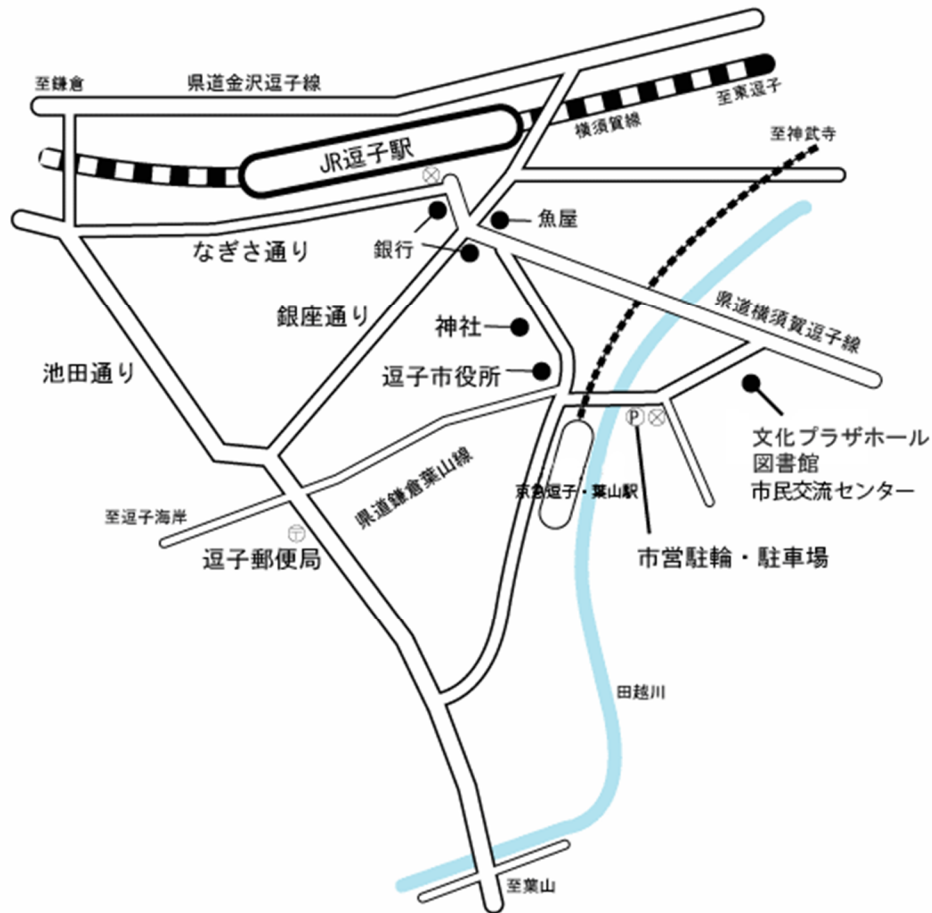 至鎌倉
県道金沢逗子線
至東逗子
横須賀線
至神武寺
JR逗子駅
魚屋
なぎさ通り
銀行
県道横須賀逗子線
銀座通り
神社
池田通り
逗子市役所
P
文化プラザホール
図書館
市民交流センター
京急逗子・葉山駅
県道鎌倉葉山線
至逗子海岸
〒
逗子郵便局
市営駐輪・駐車場
田越川
至葉山